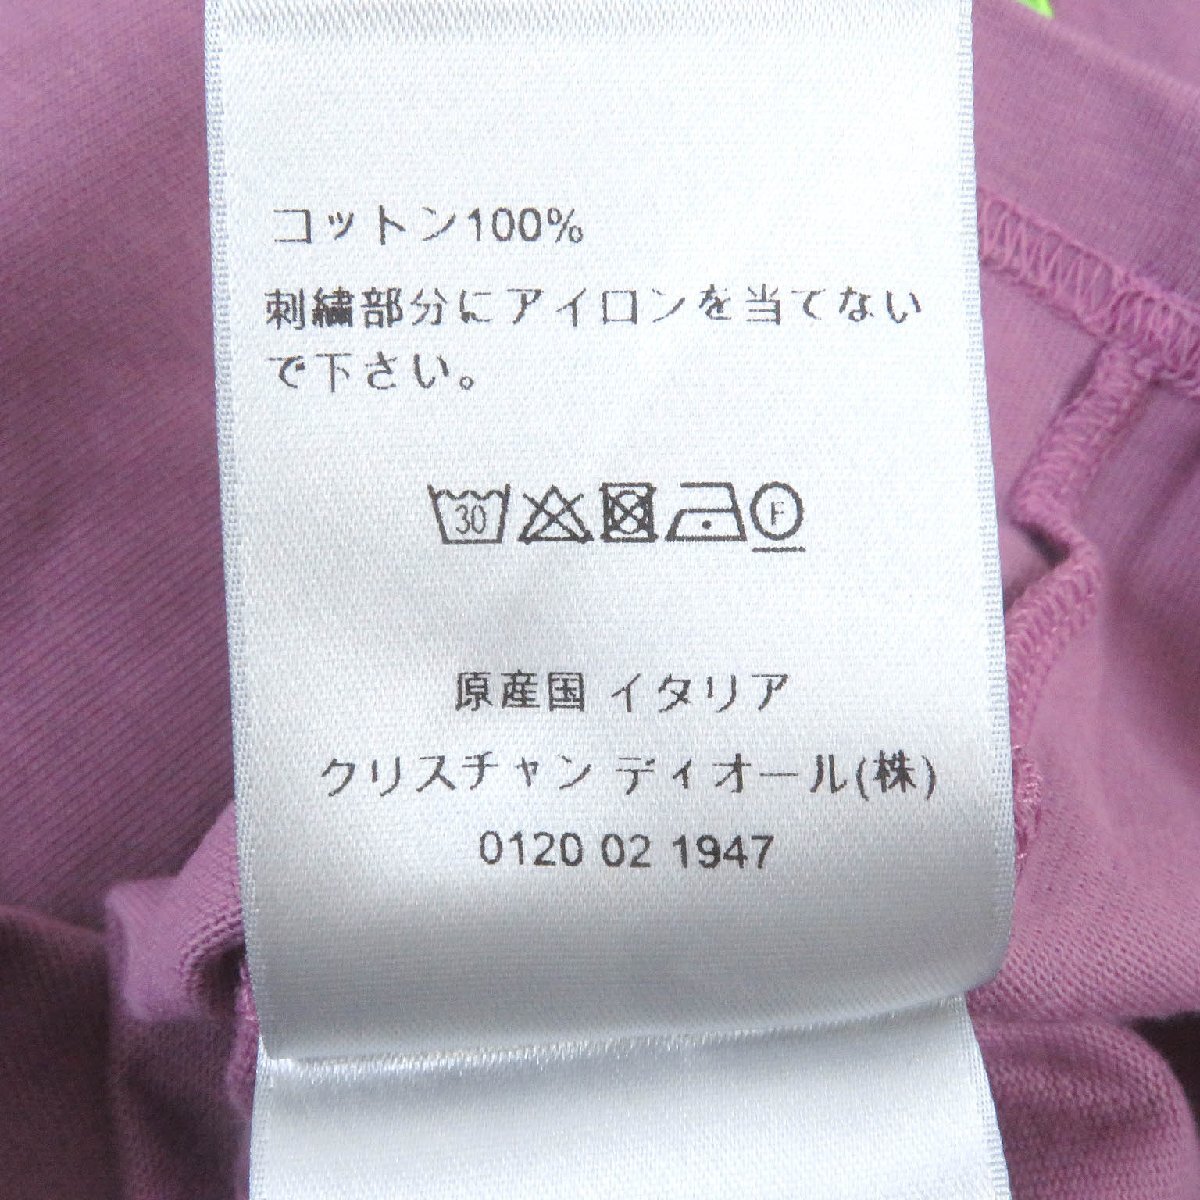 コットン100%
刺繍部分にアイロンを当てない
で下さい。
30 F
原産国 イタリア
クリスチャン ディオール(株)
0120 02 1947